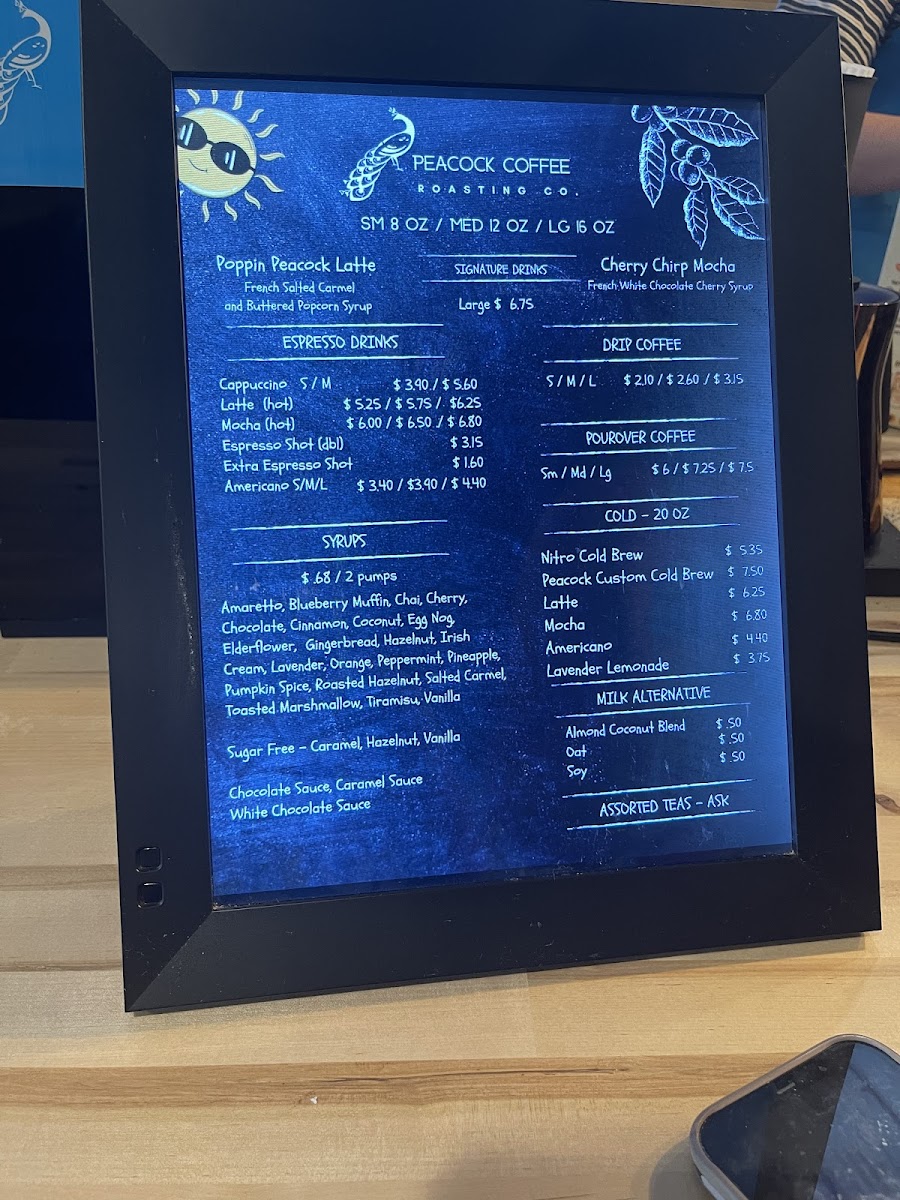 PEACOCK COFFEE
ROASTING CO.
SM 8 OZ / MED 12 OZ / LG 16 OZ
Poppin Peacock Latte
French Salted Carmel
and Buttered Popcorn Syrup
SIGNATURE DRINKS
Large $ 6.75
Cherry Chirp Mocha
French White Chocolate Cherry Syrup
ESPRESSO DRINKS
Cappuccino S / M $ 3.90 / $ 5.60
Latte (hot) $ 5.25 / $ 5.75 / $6.25
Mocha (hot) $ 6.00 / $ 6.50 / $ 6.80
Espresso Shot (dbl) $ 3.15
Extra Espresso Shot $ 1.60
Americano S/M/L $ 3.40 / $3.90 / $ 4.40
SYRUPS
$ .68 / 2 pumps
Amaretto, Blueberry Muffin, Chai, Cherry,
Chocolate, Cinnamon, Coconut, Egg Nog,
Elderflower, Gingerbread, Hazelnut, Irish
Cream, Lavender, Orange, Peppermint, Pineapple,
Pumpkin Spice, Roasted Hazelnut, Salted Carmel,
Toasted Marshmallow, Tiramisu, Vanilla
Sugar Free - Caramel, Hazelnut, Vanilla
Chocolate Sauce, Caramel Sauce
White Chocolate Sauce
DRIP COFFEE
S / M / L $ 2.10 / $ 2.60 / $ 3.15
POUROVER COFFEE
Sm / Md / Lg $ 6 / $ 7.25 / $ 7.5
COLD - 20 OZ
Nitro Cold Brew $ 5.35
Peacock Custom Cold Brew $ 7.50
Latte $ 6.25
Mocha $ 6.80
Americano $ 4.40
Lavender Lemonade $ 3.75
MILK ALTERNATIVE
Almond Coconut Blend $ .50
Oat $ .50
Soy $ .50
ASSORTED TEAS - ASK